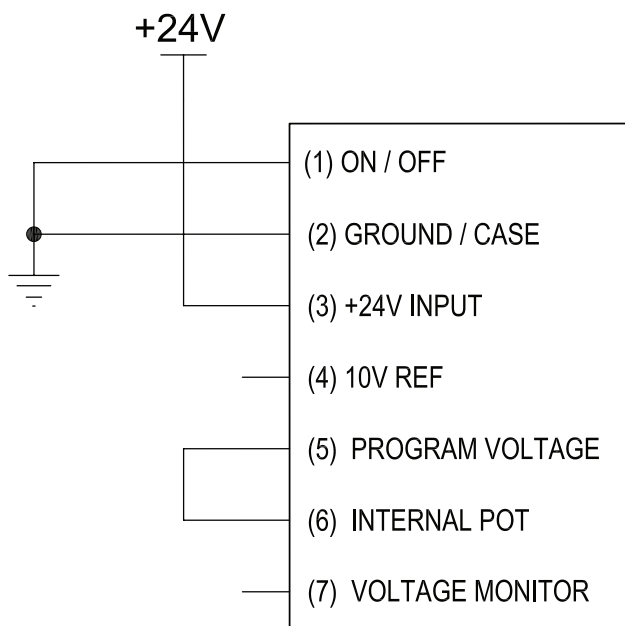 +24V
(1) ON / OFF
(2) GROUND / CASE
(3) +24V INPUT
(4) 10V REF
(5) PROGRAM VOLTAGE
(6) INTERNAL POT
(7) VOLTAGE MONITOR